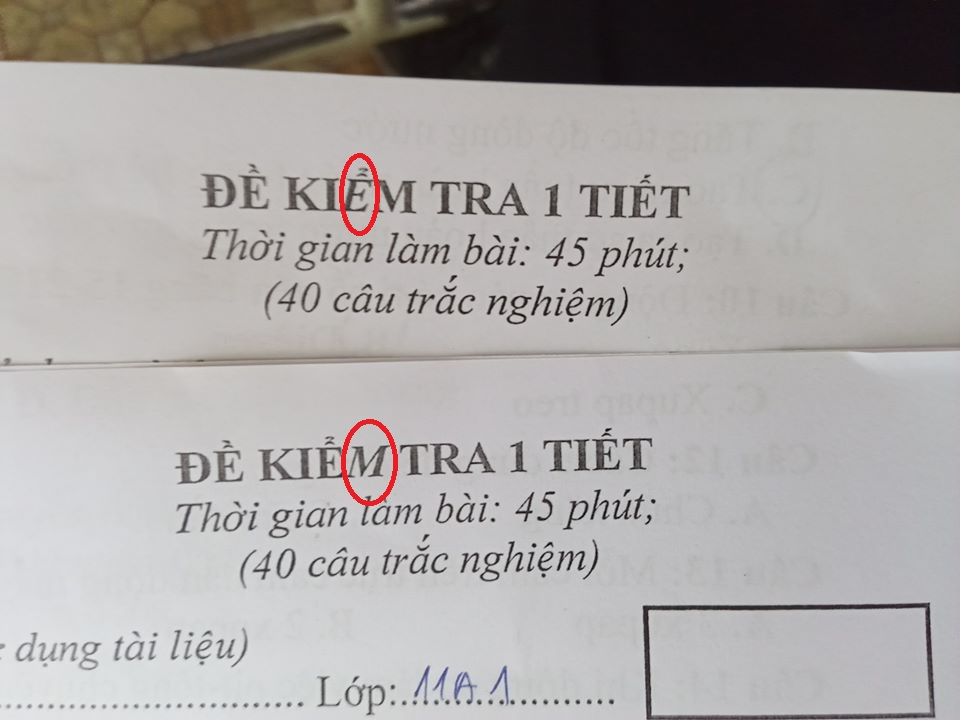 ĐỀ KIỂM TRA 1 TIẾT
Thời gian làm bài: 45 phút;
(40 câu trắc nghiệm)
ĐỀ KIỂM TRA 1 TIẾT
Thời gian làm bài: 45 phút;
(40 câu trắc nghiệm)
dụng tài liệu)
Lớp: 11A1